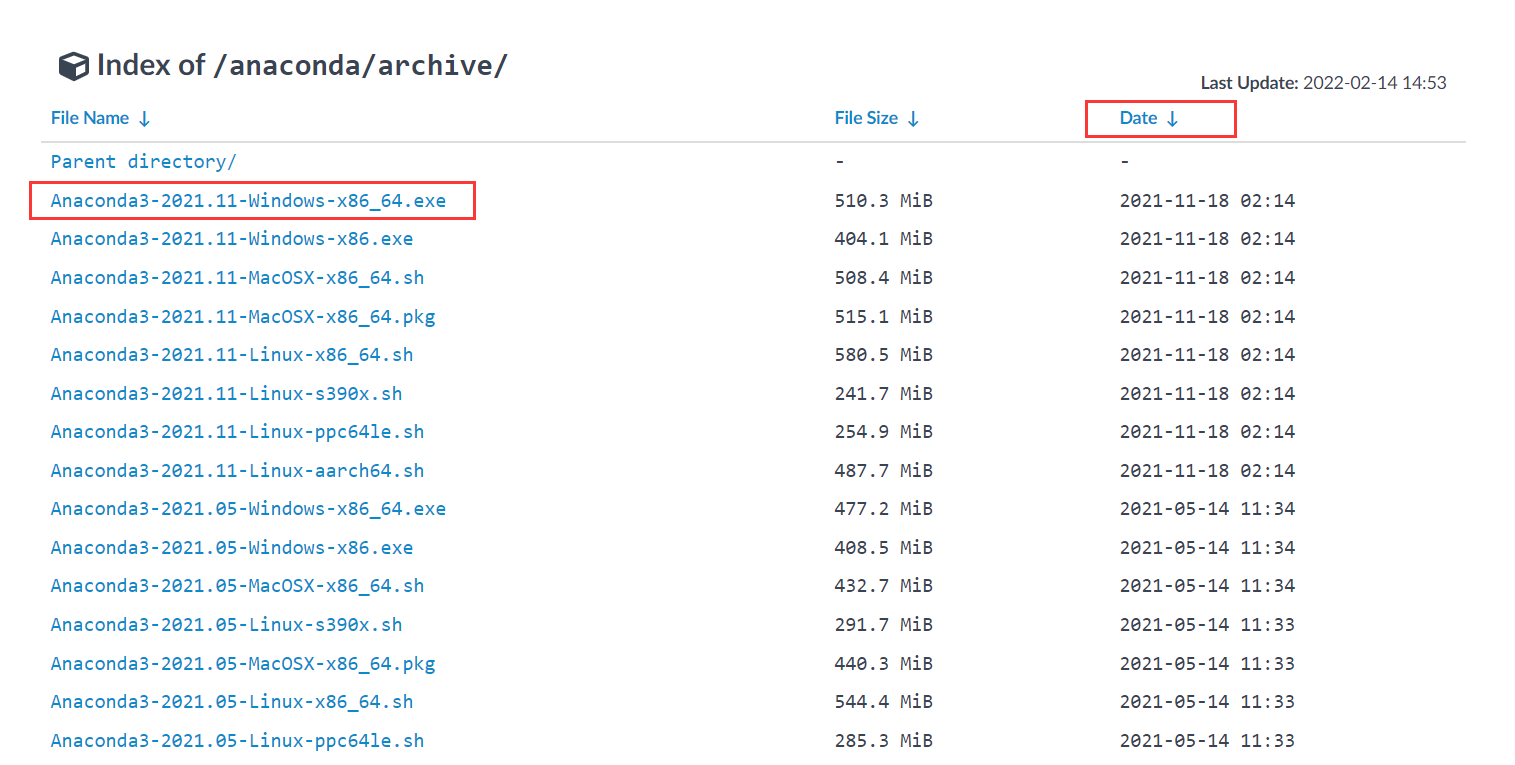 Index of /anaconda/archive/
Last Update: 2022-02-14 14:53
File Name ↓ File Size ↓ Date ↓
Parent directory/ - -
Anaconda3-2021.11-Windows-x86_64.exe 510.3 MiB 2021-11-18 02:14
Anaconda3-2021.11-Windows-x86.exe 404.1 MiB 2021-11-18 02:14
Anaconda3-2021.11-MacOSX-x86_64.sh 508.4 MiB 2021-11-18 02:14
Anaconda3-2021.11-MacOSX-x86_64.pkg 515.1 MiB 2021-11-18 02:14
Anaconda3-2021.11-Linux-x86_64.sh 580.5 MiB 2021-11-18 02:14
Anaconda3-2021.11-Linux-s390x.sh 241.7 MiB 2021-11-18 02:14
Anaconda3-2021.11-Linux-ppc64le.sh 254.9 MiB 2021-11-18 02:14
Anaconda3-2021.11-Linux-aarch64.sh 487.7 MiB 2021-11-18 02:14
Anaconda3-2021.05-Windows-x86_64.exe 477.2 MiB 2021-05-14 11:34
Anaconda3-2021.05-Windows-x86.exe 408.5 MiB 2021-05-14 11:34
Anaconda3-2021.05-MacOSX-x86_64.sh 432.7 MiB 2021-05-14 11:34
Anaconda3-2021.05-Linux-s390x.sh 291.7 MiB 2021-05-14 11:33
Anaconda3-2021.05-MacOSX-x86_64.pkg 440.3 MiB 2021-05-14 11:33
Anaconda3-2021.05-Linux-x86_64.sh 544.4 MiB 2021-05-14 11:33
Anaconda3-2021.05-Linux-ppc64le.sh 285.3 MiB 2021-05-14 11:33